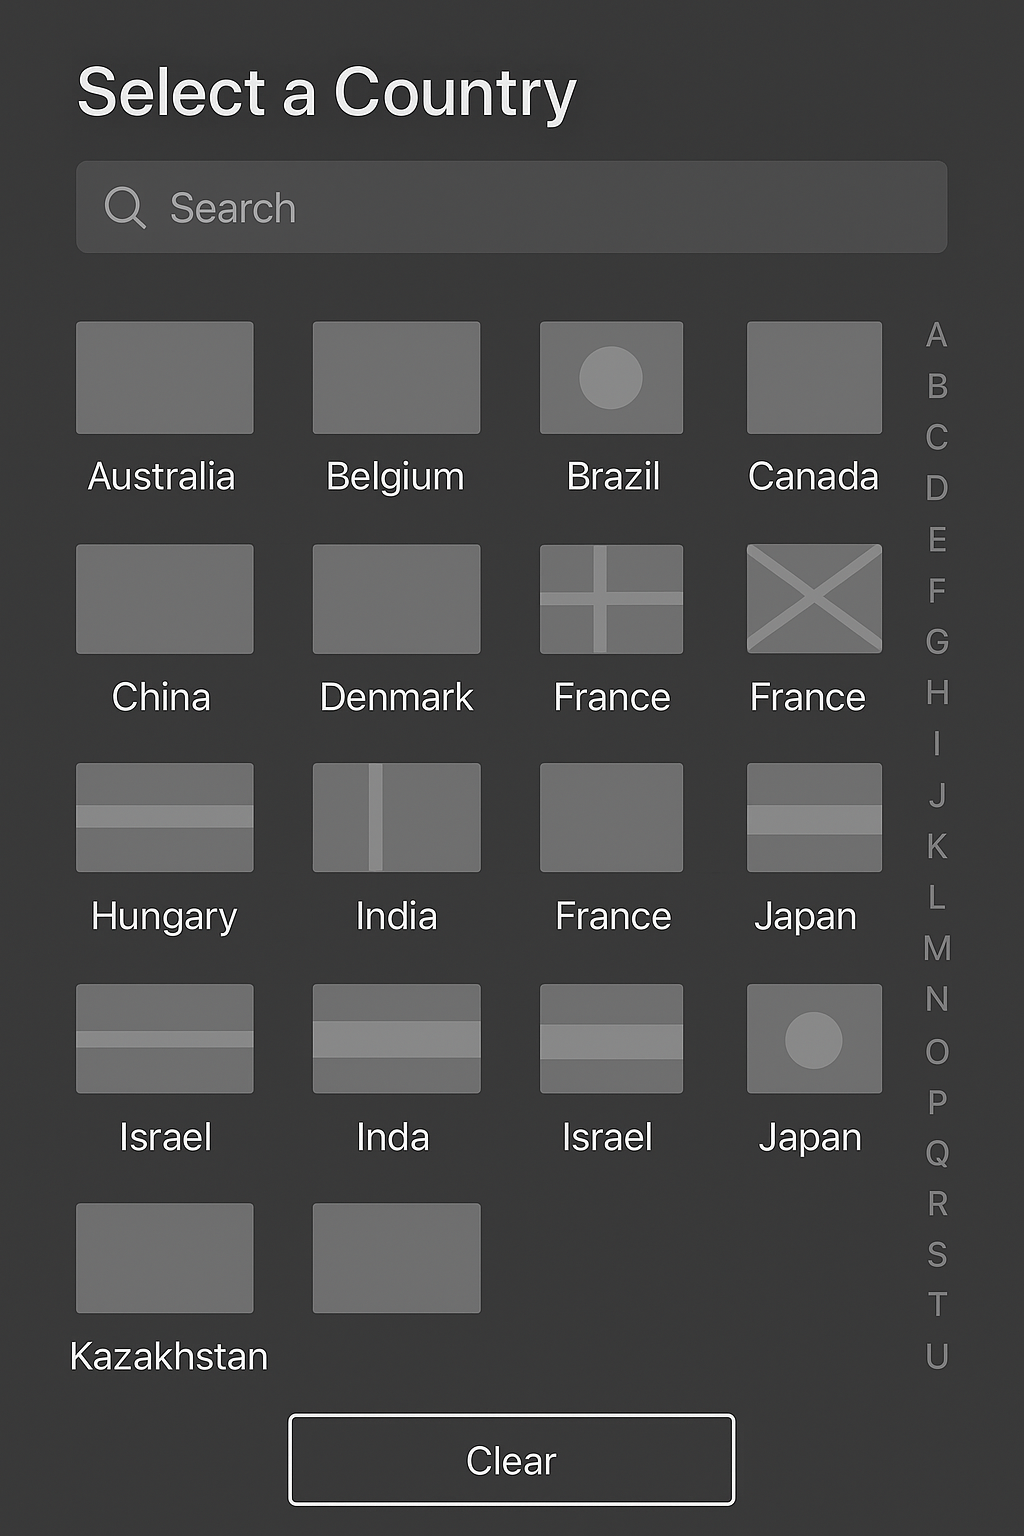 Select a Country
Search
Australia Belgium Brazil Canada
China Denmark France France
Hungary India France Japan
Israel Inda Israel Japan
Kazakhstan
Clear
A
B
C
D
E
F
G
H
I
J
K
L
M
N
O
P
Q
R
S
T
U